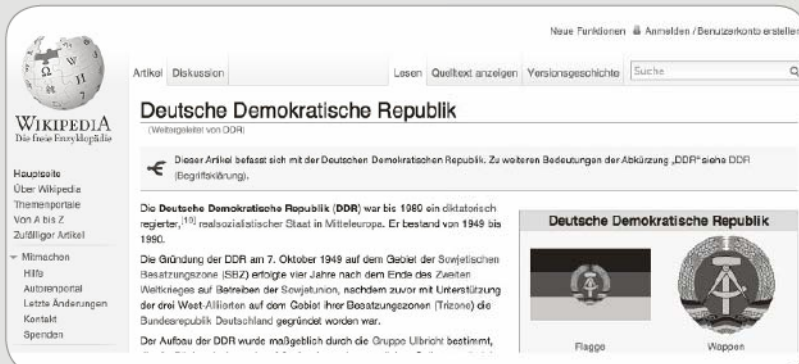 Neue Funktionen Anmelden / Benutzerkonto erstellen
Artikel Diskussion Lesen Quelltext anzeigen Versionsgeschichte Suche
WIKIPEDIA
Die freie Enzyklopädie
Hauptseite
Über Wikipedia
Themenportale
Von A bis Z
Zufälliger Artikel
Mitmachen
Hilfe
Autorenportal
Letzte Änderungen
Kontakt
Spenden
Deutsche Demokratische Republik
(Weitergeleitet von DDR)
Dieser Artikel befasst sich mit der Deutschen Demokratischen Republik. Zu weiteren Bedeutungen der Abkürzung „DDR“ siehe DDR
(Begriffsklärung).
Die Deutsche Demokratische Republik (DDR) war bis 1989 ein diktatorisch
regierter,[10] realsozialistischer Staat in Mitteleuropa. Er bestand von 1949 bis
1990.
Die Gründung der DDR am 7. Oktober 1949 auf dem Gebiet der Sowjetischen
Besatzungszone (SBZ) erfolgte vier Jahre nach dem Ende des Zweiten
Weltkrieges auf Betreiben der Sowjetunion, nachdem zuvor mit Unterstützung
der drei West-Alliierten auf dem Gebiet ihrer Besatzungszonen (Trizone) die
Bundesrepublik Deutschland gegründet worden war.
Der Aufbau der DDR wurde maßgeblich durch die Gruppe Ulbricht bestimmt,
Deutsche Demokratische Republik
Flagge Wappen